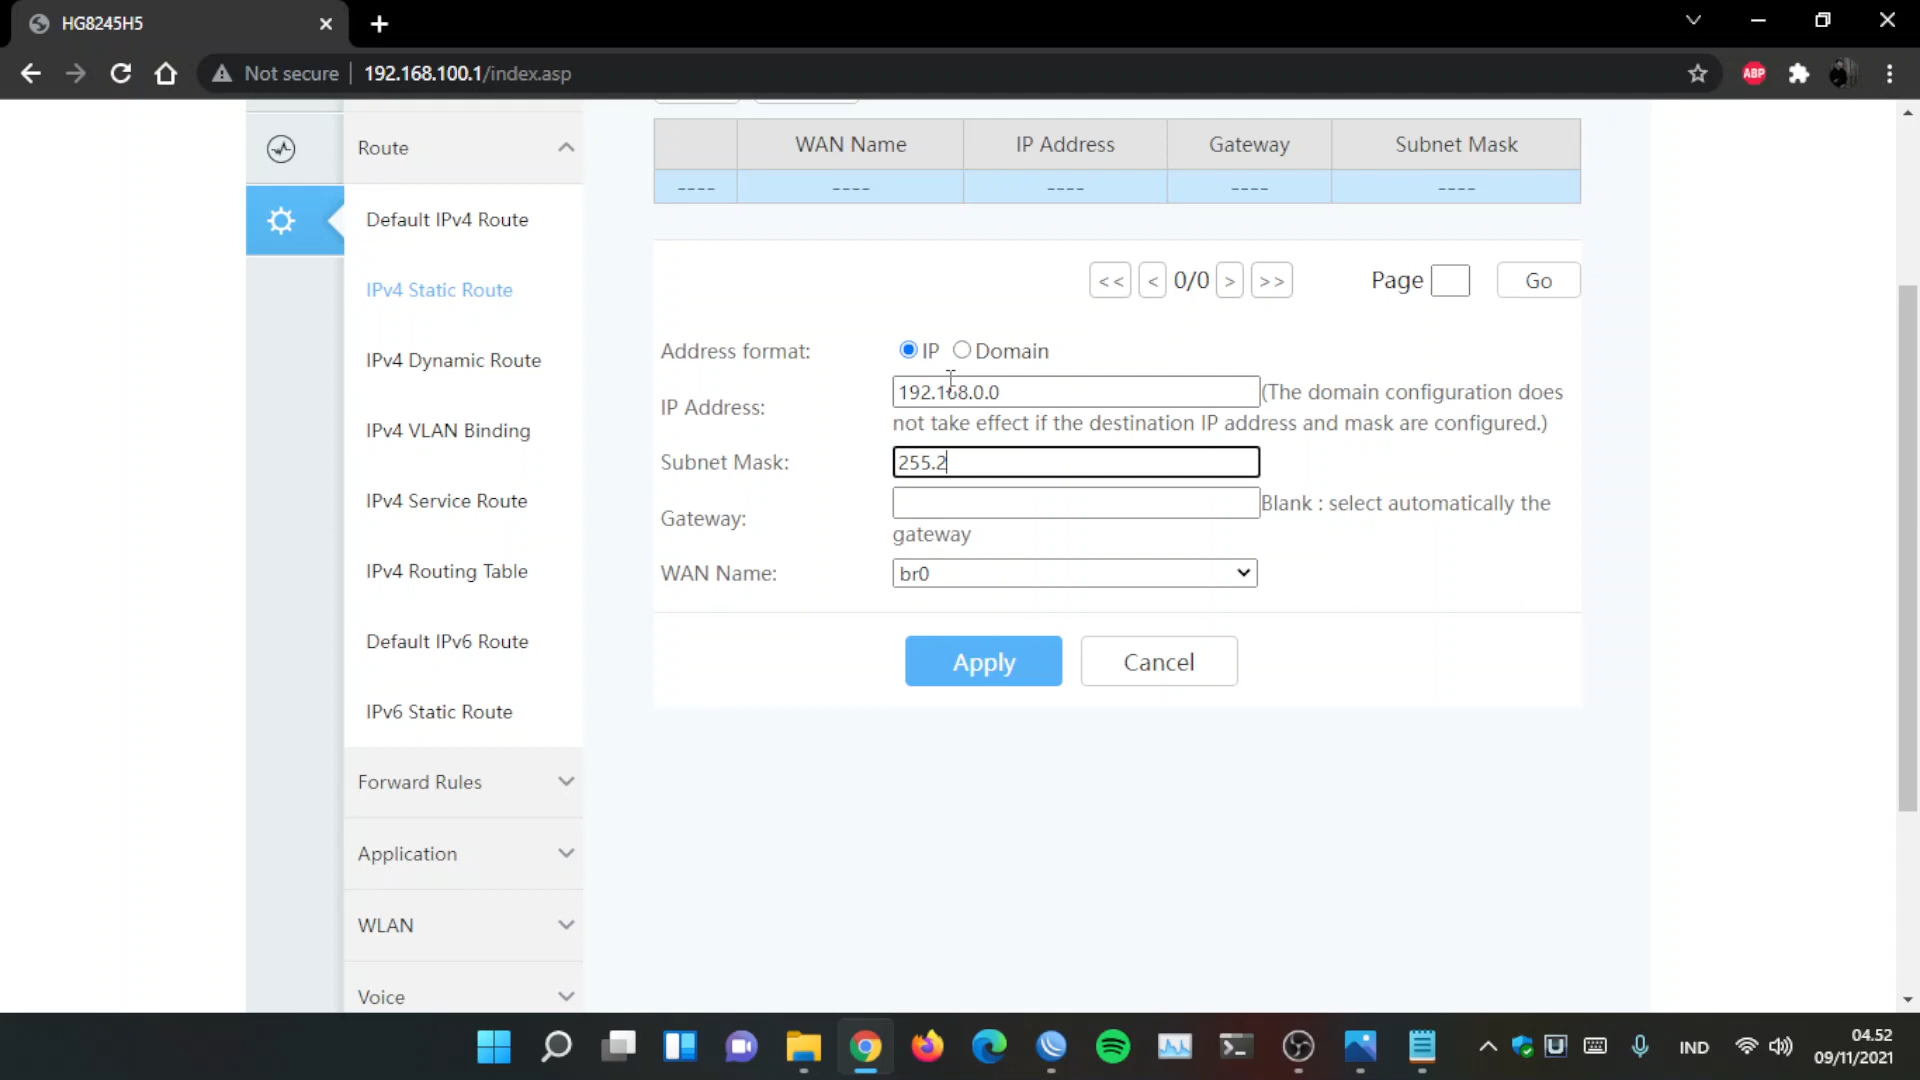 HG8245H5
Not secure
192.168.100.1/index.asp
ABP
Route
Default IPv4 Route
IPv4 Static Route
IPv4 Dynamic Route
IPv4 VLAN Binding
IPv4 Service Route
IPv4 Routing Table
Default IPv6 Route
IPv6 Static Route
Forward Rules
Application
WLAN
Voice
WAN Name IP Address Gateway Subnet Mask
---- ---- ---- ---- ----
<< < 0/0 > >> Page Go
Address format: IP Domain
IP Address: 192.168.0.0 (The domain configuration does
not take effect if the destination IP address and mask are configured.)
Subnet Mask: 255.2
Gateway: Blank : select automatically the
gateway
WAN Name: br0
Apply Cancel
IND
04.52
09/11/2021